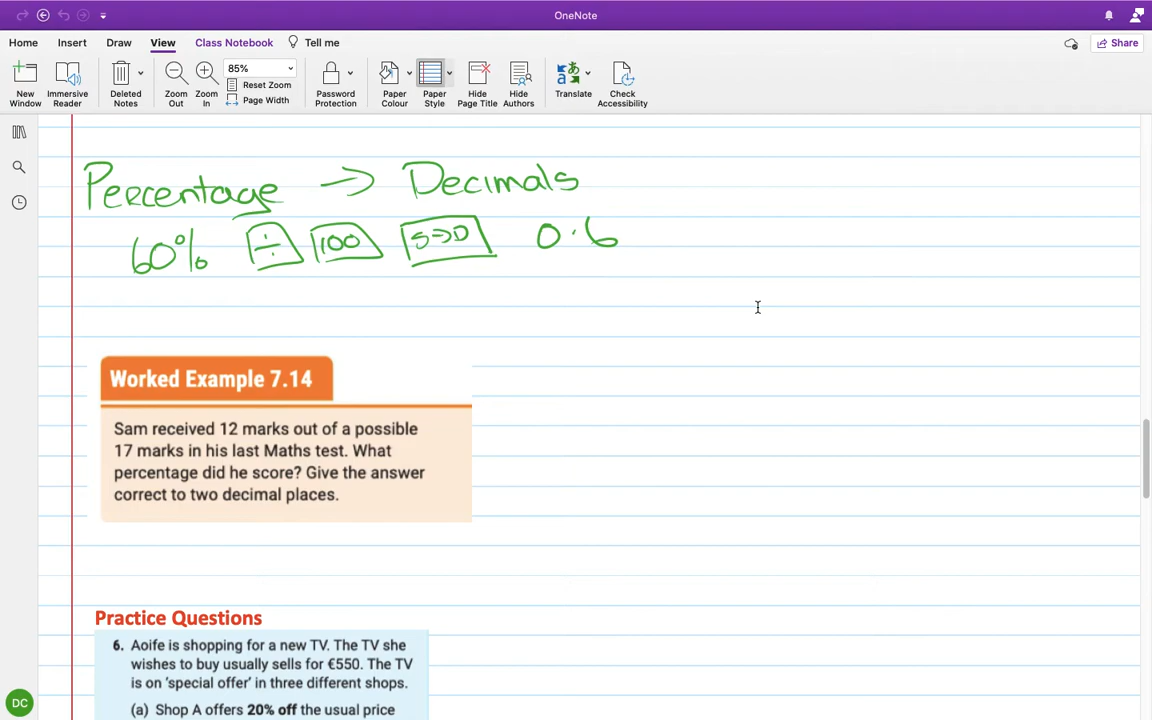 OneNote
Home Insert Draw View Class Notebook Tell me Share
New Window
Immersive Reader
Deleted Notes
Zoom Out
Zoom In
85%
Reset Zoom
Page Width
Password Protection
Paper Colour
Paper Style
Hide Page Title
Hide Authors
Translate
Check Accessibility
Percentage → Decimals
60% ÷ 100 S⇒D 0.6
Worked Example 7.14
Sam received 12 marks out of a possible
17 marks in his last Maths test. What
percentage did he score? Give the answer
correct to two decimal places.
Practice Questions
6. Aoife is shopping for a new TV. The TV she
wishes to buy usually sells for €550. The TV
is on 'special offer' in three different shops.
(a) Shop A offers 20% off the usual price
DC